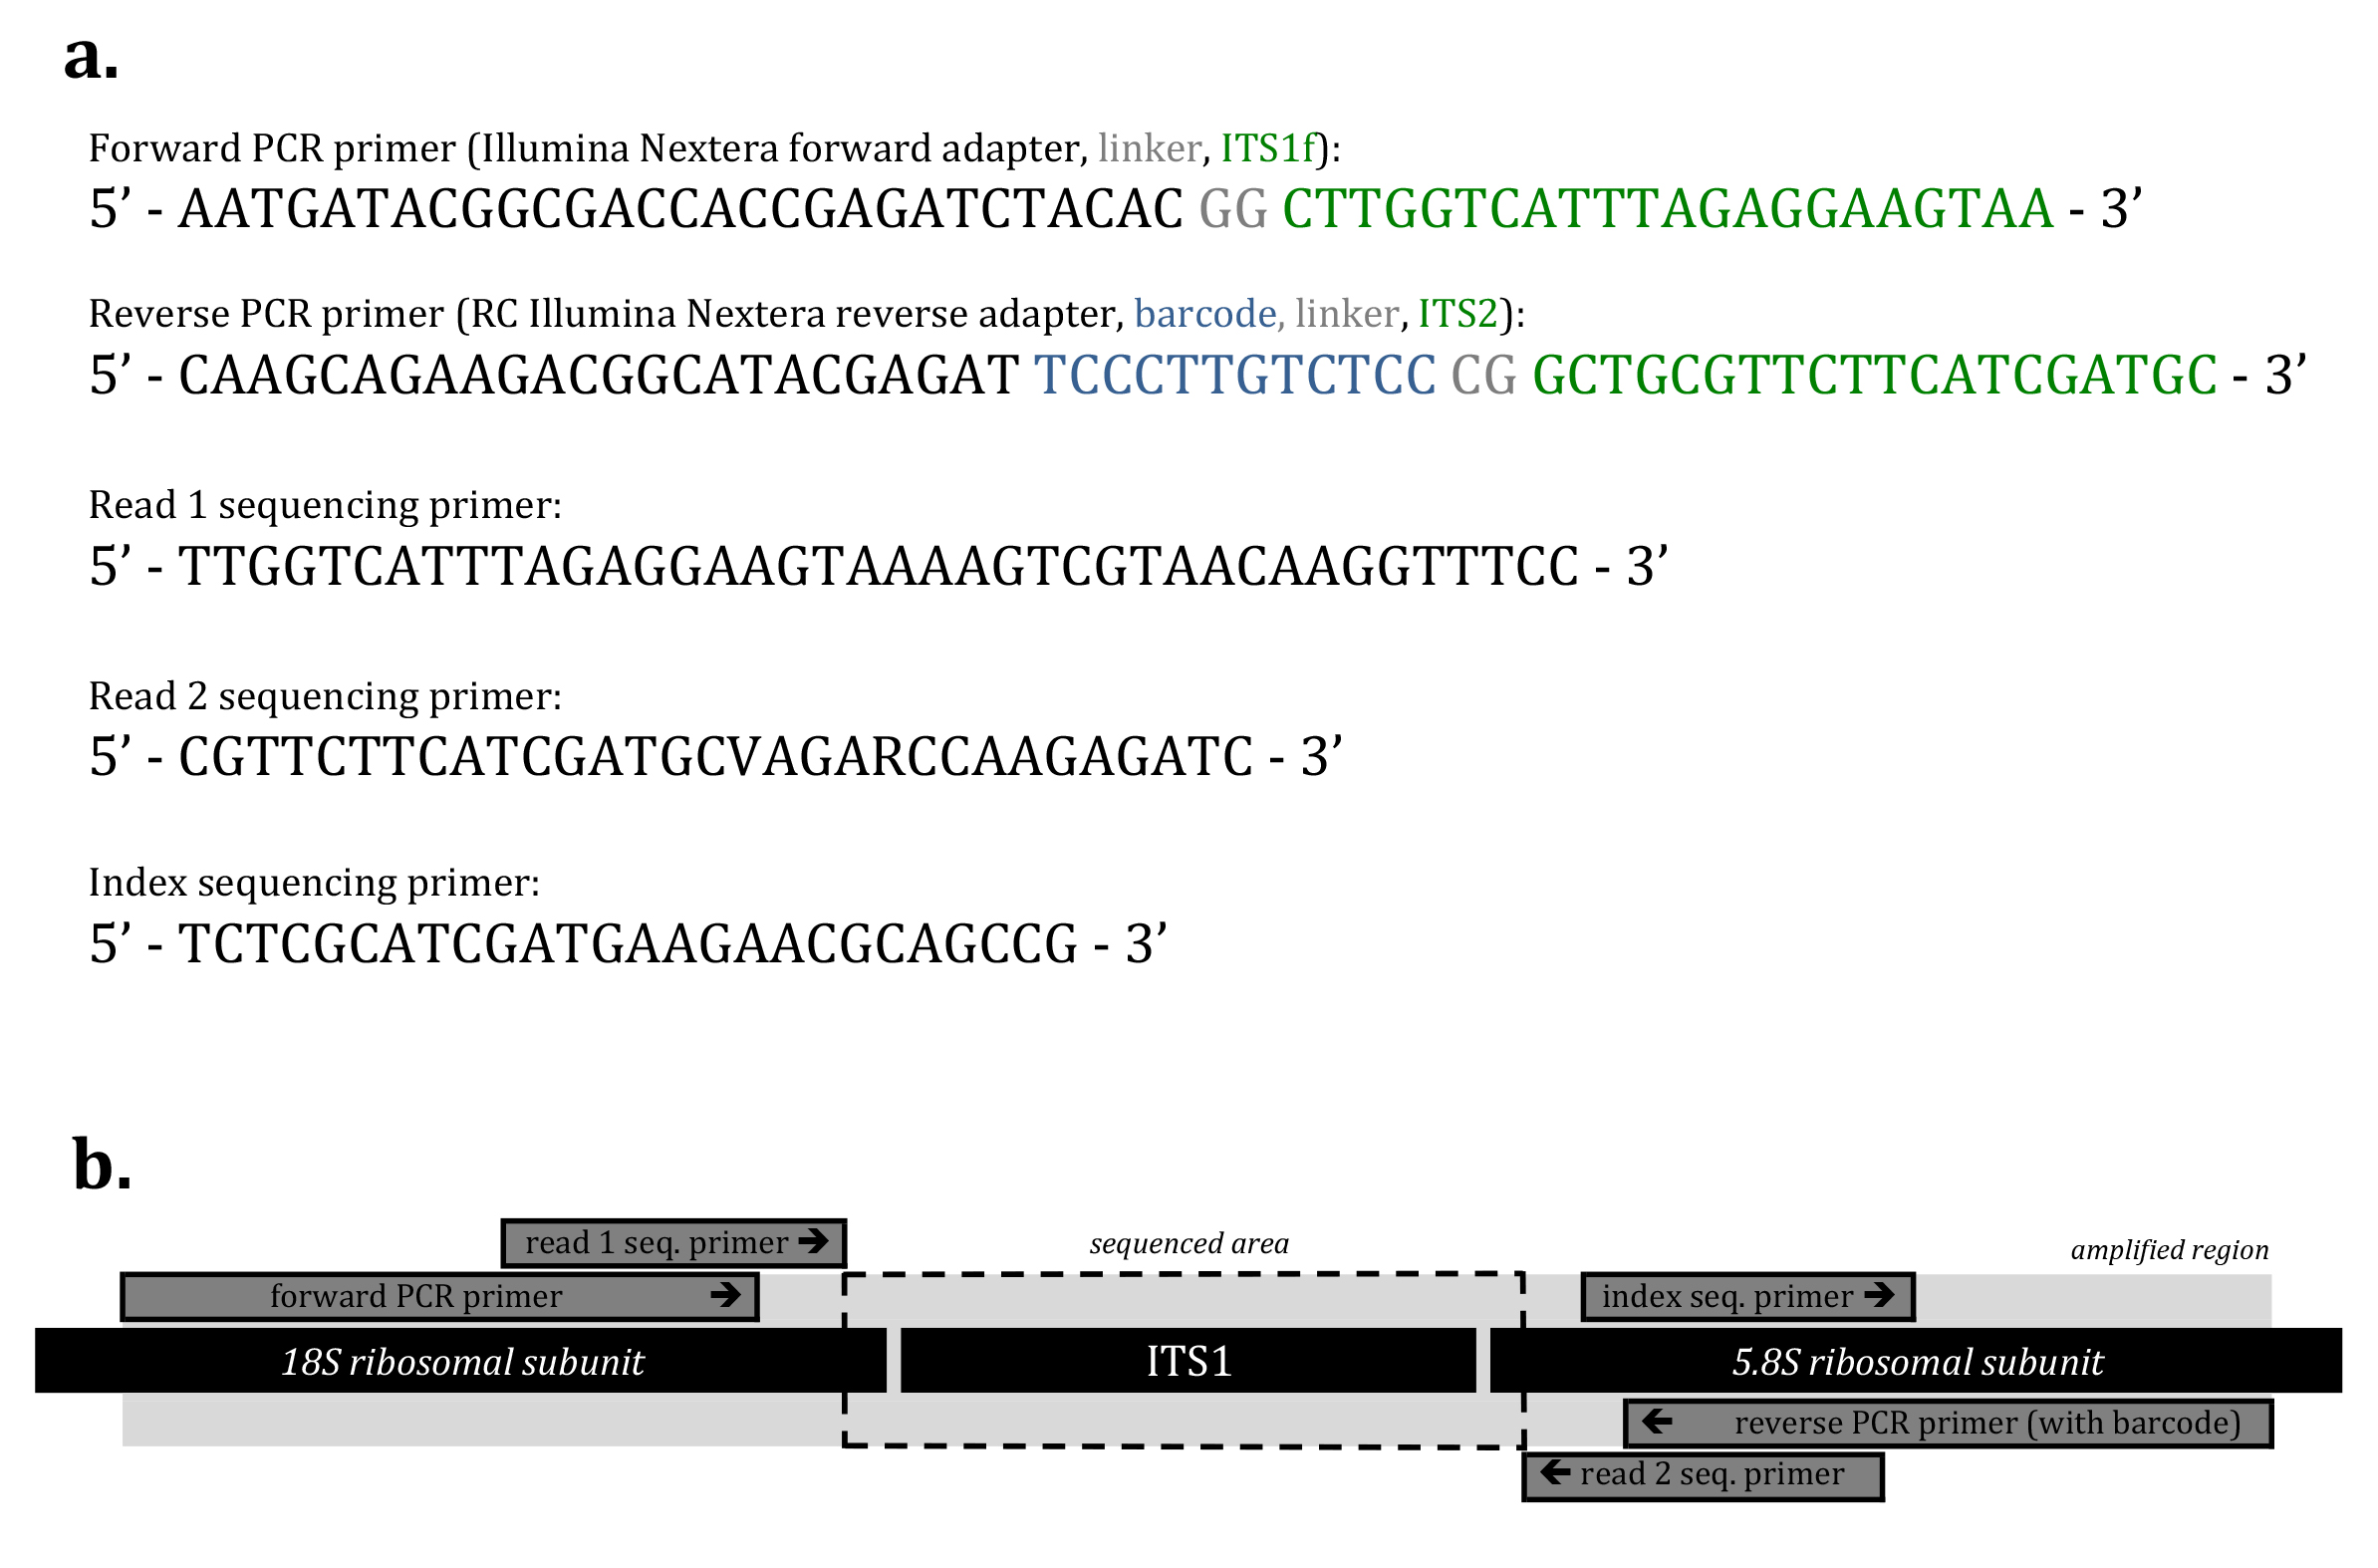 a.
Forward PCR primer (Illumina Nextera forward adapter, linker, ITS1f):
5’ - AATGATACGGCGACCACCGAGATCTACAC GG CTTGGTCATTTAGAGGAAGTAA - 3’
Reverse PCR primer (RC Illumina Nextera reverse adapter, barcode, linker, ITS2):
5’ - CAAGCAGAAGACGGCATACGAGAT TCCCTTGTCTCC CG GCTGCGTTCTTCATCGATGC - 3’
Read 1 sequencing primer:
5’ - TTGGTCATTTAGAGGAAGTAAAAGTCGTAACAAGGTTTCC - 3’
Read 2 sequencing primer:
5’ - CGTTCTTCATCGATGCVAGARCCAAGAGATC - 3’
Index sequencing primer:
5’ - TCTCGCATCGATGAAGAACGCAGCCG - 3’
b.
read 1 seq. primer →
sequenced area
amplified region
forward PCR primer →
index seq. primer →
18S ribosomal subunit
ITS1
5.8S ribosomal subunit
← reverse PCR primer (with barcode)
← read 2 seq. primer